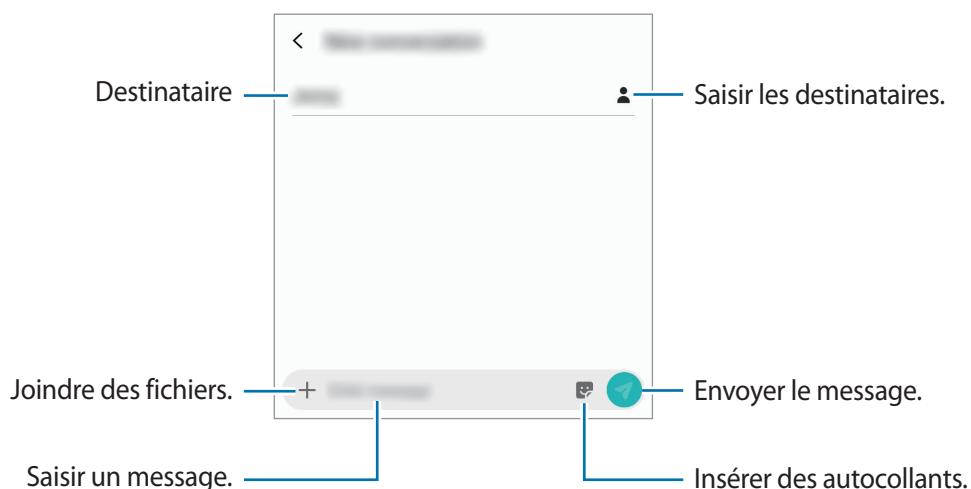 Destinataire
Saisir les destinataires.
Joindre des fichiers.
Envoyer le message.
Saisir un message.
Insérer des autocollants.